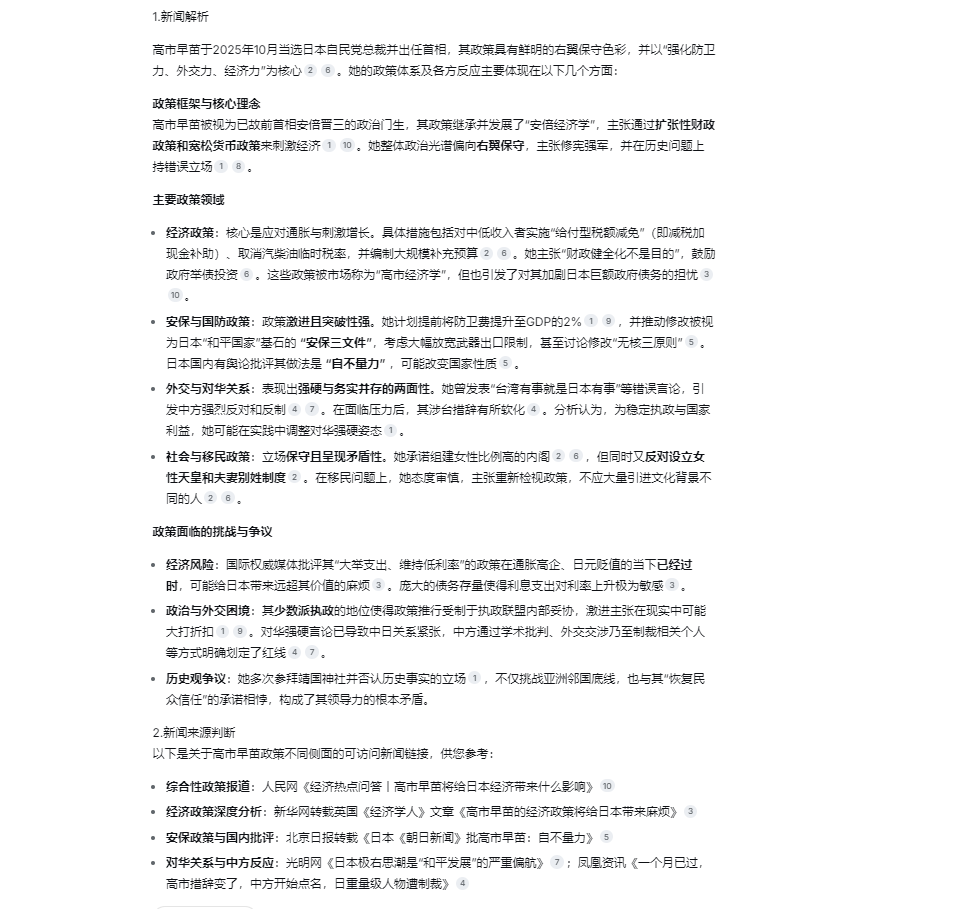 1.新闻解析
高市早苗于2025年10月当选日本自民党总裁并出任首相，其政策具有鲜明的右翼保守色彩，并以“强化防卫
力、外交力、经济力”为核心 2 6 。她的政策体系及各方反应主要体现在以下几个方面：
政策框架与核心理念
高市早苗被视为已故前首相安倍晋三的政治门生，其政策继承并发展了“安倍经济学”，主张通过扩张性财政
政策和宽松货币政策来刺激经济 1 10 。她整体政治光谱偏向右翼保守，主张修宪强军，并在历史问题上
持错误立场 1 8 。
主要政策领域
• 经济政策：核心是应对通胀与刺激增长。具体措施包括对中低收入者实施“给付型税额减免”（即减税加
现金补助）、取消汽柴油临时税率，并编制大规模补充预算 2 6 。她主张“财政健全化不是目的”，鼓励
政府举债投资 6 。这些政策被市场称为“高市经济学”，但也引发了对其加剧日本巨额政府债务的担忧 3
10 。
• 安保与国防政策：政策激进且突破性强。她计划提前将防卫费提升至GDP的2% 1 9 ，并推动修改被视
为日本“和平国家”基石的 “安保三文件”，考虑大幅放宽武器出口限制，甚至讨论修改“无核三原则” 5 。
日本国内有舆论批评其做法是 “自不量力” ，可能改变国家性质 5 。
• 外交与对华关系：表现出强硬与务实并存的两面性。她曾发表“台湾有事就是日本有事”等错误言论，引
发中方强烈反对和反制 4 7 。在面临压力后，其涉台措辞有所软化 4 。分析认为，为稳定执政与国家
利益，她可能在实践中调整对华强硬姿态 1 。
• 社会与移民政策：立场保守且呈现矛盾性。她承诺组建女性比例高的内阁 2 6 ，但同时又反对设立女
性天皇和夫妻别姓制度 2 。在移民问题上，她态度审慎，主张重新检视政策，不应大量引进文化背景不
同的人 2 6 。
政策面临的挑战与争议
• 经济风险：国际权威媒体批评其“大举支出、维持低利率”的政策在通胀高企、日元贬值的当下已经过
时，可能给日本带来远超其价值的麻烦 3 。庞大的债务存量使得利息支出对利率上升极为敏感 3 。
• 政治与外交困境：其少数派执政的地位使得政策推行受制于执政联盟内部妥协，激进主张在现实中可能
大打折扣 1 9 。对华强硬言论已导致中日关系紧张，中方通过学术批判、外交交涉乃至制裁相关个人
等方式明确划定了红线 4 7 。
• 历史观争议：她多次参拜靖国神社并否认历史事实的立场 1 ，不仅挑战亚洲邻国底线，也与其“恢复民
众信任”的承诺相悖，构成了其领导力的根本矛盾。
2.新闻来源判断
以下是关于高市早苗政策不同侧面的可访问新闻链接，供您参考：
• 综合性政策报道：人民网《经济热点问答丨高市早苗将给日本经济带来什么影响》 10
• 经济政策深度分析：新华网转载英国《经济学人》文章《高市早苗的经济政策将给日本带来麻烦》 3
• 安保政策与国内批评：北京日报转载《日本《朝日新闻》批高市早苗：自不量力》 5
• 对华关系与中方反应：光明网《日本极右思潮是“和平发展”的严重偏航》 7 ；凤凰资讯《一个月已过，
高市措辞变了，中方开始点名，日重量级人物遭制裁》 4